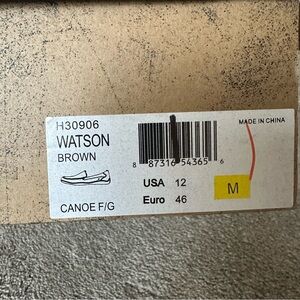 H30906
WATSON
BROWN
CANOE F/G
8 87316 54365 6
USA 12
Euro 46
MADE IN CHINA
M